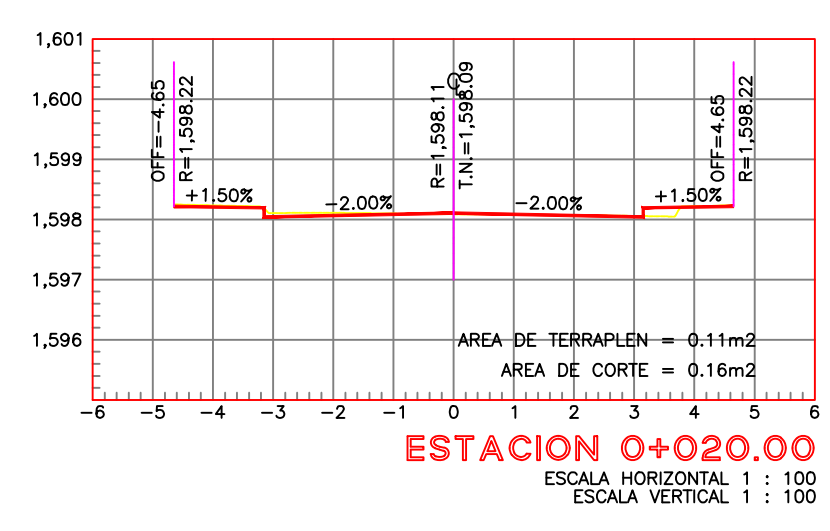 1,601
1,600
1,599
1,598
1,597
1,596
OFF=-4.65
R=1,598.22
R=1,598.11
T.N.=1,598.09
OFF=4.65
R=1,598.22
+1.50%
-2.00%
-2.00%
+1.50%
AREA DE TERRAPLEN = 0.11m2
AREA DE CORTE = 0.16m2
-6 -5 -4 -3 -2 -1 0 1 2 3 4 5 6
ESTACION 0+020.00
ESCALA HORIZONTAL 1 : 100
ESCALA VERTICAL 1 : 100